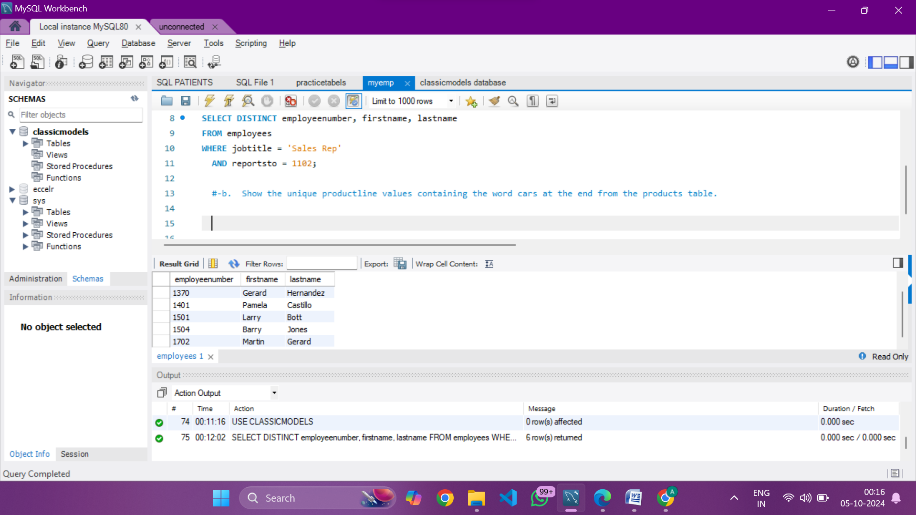 MySQL Workbench
Local instance MySQL80
unconnected
File Edit View Query Database Server Tools Scripting Help
Navigator
SCHEMAS
Filter objects
classicmodels
Tables
Views
Stored Procedures
Functions
eccelr
sys
Tables
Views
Stored Procedures
Functions
Administration Schemas
Information
No object selected
Object Info Session
Query Completed
SQL PATIENTS SQL File 1 practicetabels myemp classicmodels database
Limit to 1000 rows
8 SELECT DISTINCT employeenumber, firstname, lastname
9 FROM employees
10 WHERE jobtitle = 'Sales Rep'
11 AND reportsto = 1102;
12
13 #-b. Show the unique productline values containing the word cars at the end from the products table.
14
15
16
Result Grid Filter Rows: Export: Wrap Cell Content:
employeenumber firstname lastname
1370 Gerard Hernandez
1401 Pamela Castillo
1501 Larry Bott
1504 Barry Jones
1702 Martin Gerard
employees 1
Read Only
Output
Action Output
# Time Action Message Duration / Fetch
74 00:11:16 USE CLASSICMODELS 0 row(s) affected 0.000 sec
75 00:12:02 SELECT DISTINCT employeenumber, firstname, lastname FROM employees WHE... 6 row(s) returned 0.000 sec / 0.000 sec
Search
99+
A
ENG
IN
00:16
05-10-2024